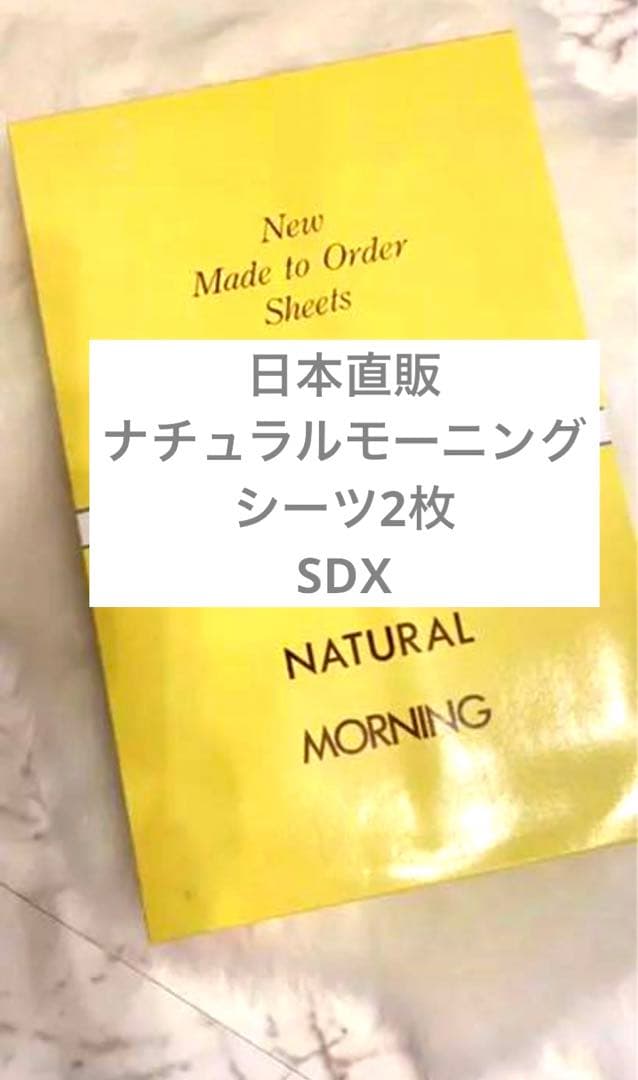 New
Made to Order
Sheets
日本直販
ナチュラルモーニング
シーツ2枚
SDX
NATURAL
MORNING